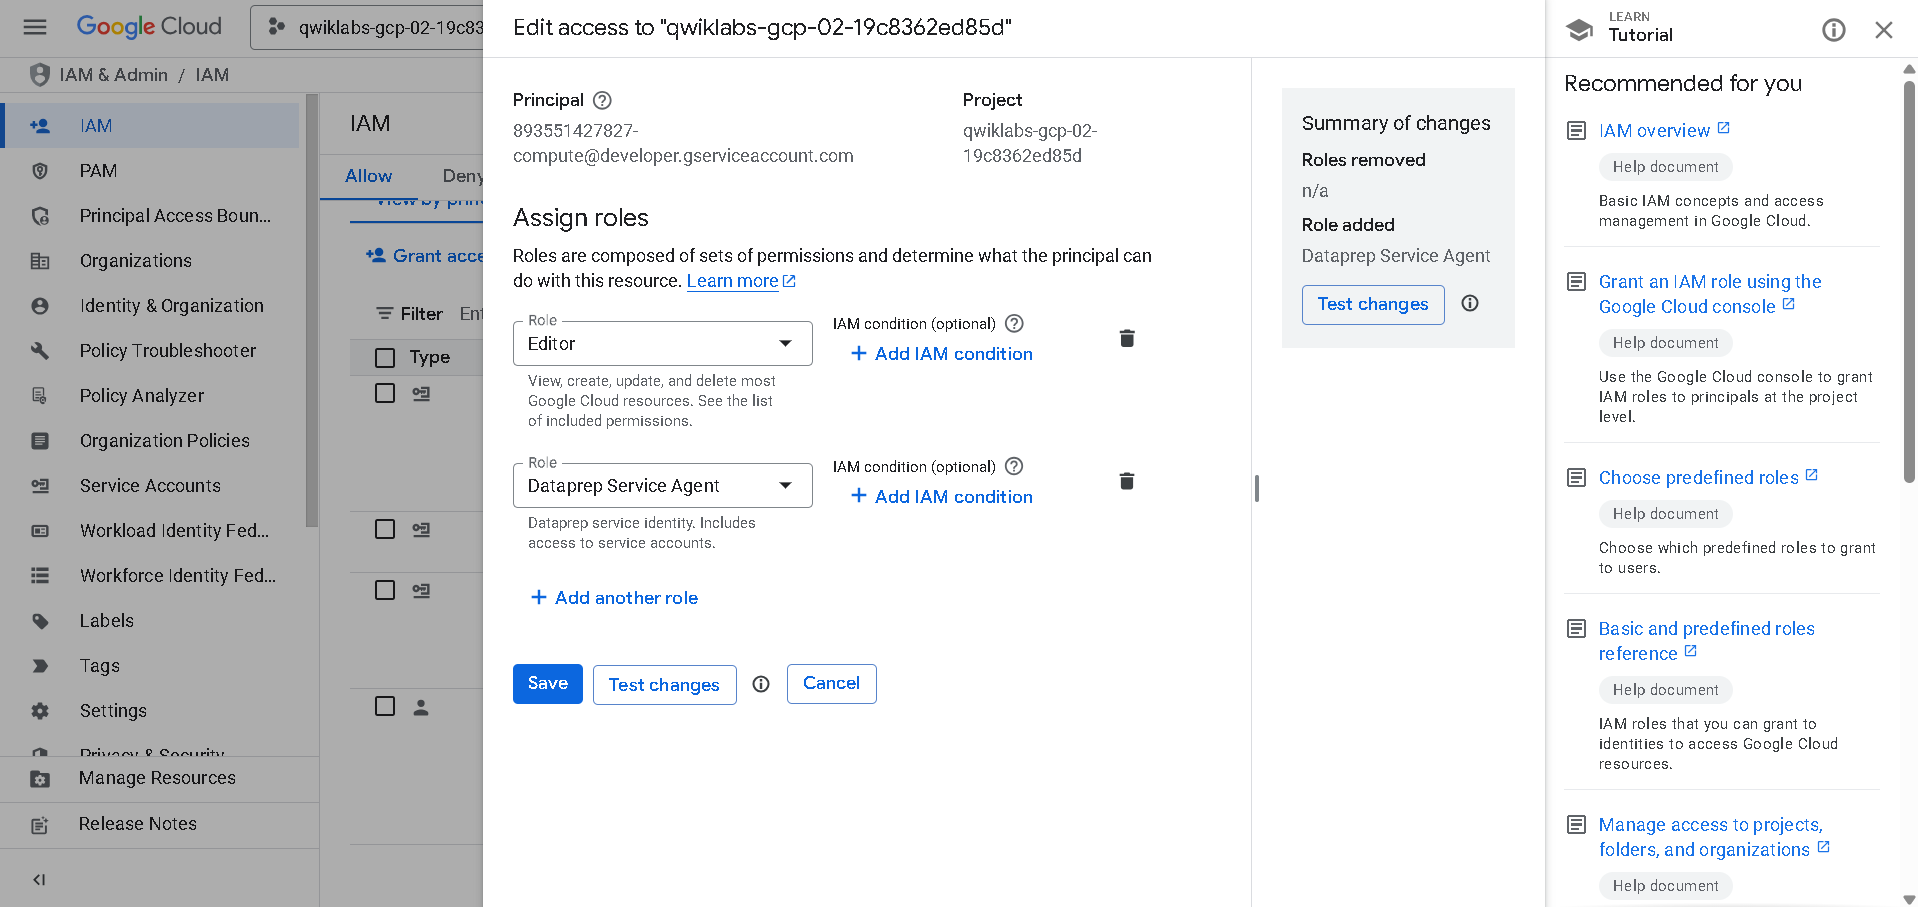 Google Cloud
qwiklabs-gcp-02-19c83
IAM & Admin / IAM
IAM
PAM
Principal Access Boun...
Organizations
Identity & Organization
Policy Troubleshooter
Policy Analyzer
Organization Policies
Service Accounts
Workload Identity Fed...
Workforce Identity Fed...
Labels
Tags
Settings
Privacy & Security
Manage Resources
Release Notes
IAM
Allow
Deny
View by prin
Grant acce
Filter Ent
Type
Edit access to "qwiklabs-gcp-02-19c8362ed85d"
Principal
893551427827-
compute@developer.gserviceaccount.com
Project
qwiklabs-gcp-02-
19c8362ed85d
Assign roles
Roles are composed of sets of permissions and determine what the principal can
do with this resource. Learn more
Role
Editor
IAM condition (optional)
+ Add IAM condition
View, create, update, and delete most
Google Cloud resources. See the list
of included permissions.
Role
Dataprep Service Agent
IAM condition (optional)
+ Add IAM condition
Dataprep service identity. Includes
access to service accounts.
+ Add another role
Save
Test changes
Cancel
Summary of changes
Roles removed
n/a
Role added
Dataprep Service Agent
Test changes
LEARN
Tutorial
Recommended for you
IAM overview
Help document
Basic IAM concepts and access
management in Google Cloud.
Grant an IAM role using the
Google Cloud console
Help document
Use the Google Cloud console to grant
IAM roles to principals at the project
level.
Choose predefined roles
Help document
Choose which predefined roles to grant
to users.
Basic and predefined roles
reference
Help document
IAM roles that you can grant to
identities to access Google Cloud
resources.
Manage access to projects,
folders, and organizations
Help document